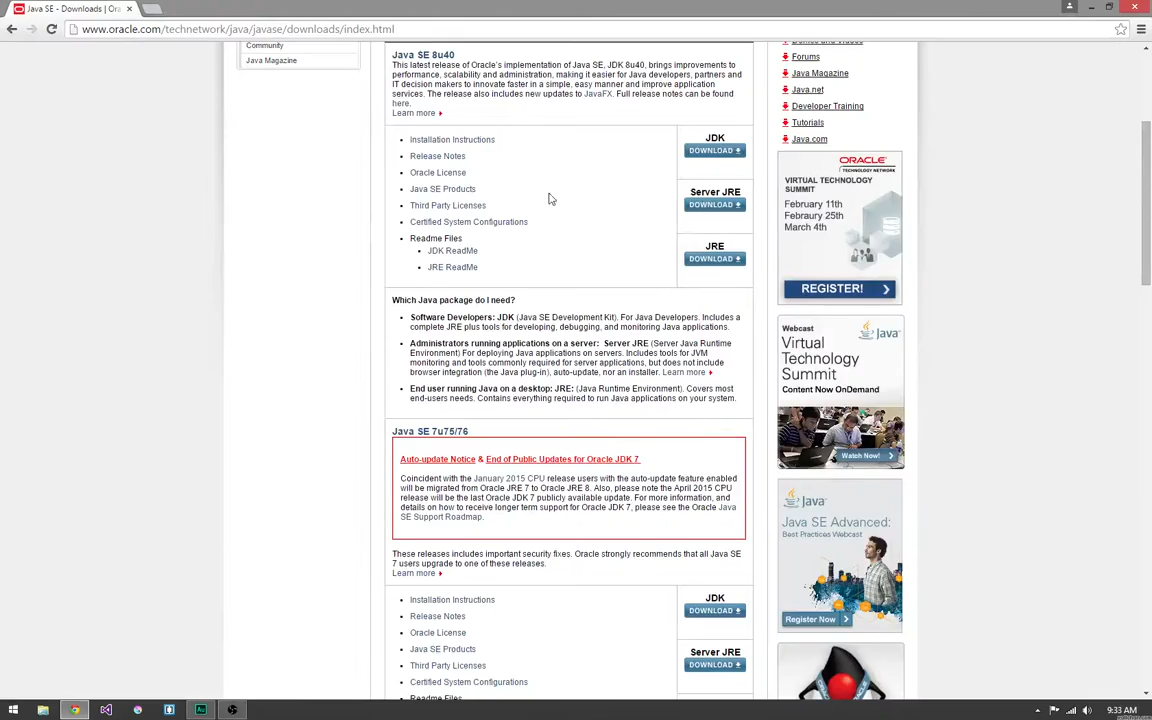 Java SE - Downloads | Ora
www.oracle.com/technetwork/java/javase/downloads/index.html
Community
Java Magazine
Java SE 8u40
This latest release of Oracle's implementation of Java SE, JDK 8u40, brings improvements to
performance, scalability and administration, making it easier for Java developers, partners and
IT decision makers to innovate faster in a simple, easy manner and improve application
services. The release also includes new updates to JavaFX. Full release notes can be found
here.
Learn more
Installation Instructions
Release Notes
Oracle License
Java SE Products
Third Party Licenses
Certified System Configurations
Readme Files
JDK ReadMe
JRE ReadMe
JDK
DOWNLOAD
Server JRE
DOWNLOAD
JRE
DOWNLOAD
Which Java package do I need?
Software Developers: JDK (Java SE Development Kit). For Java Developers. Includes a
complete JRE plus tools for developing, debugging, and monitoring Java applications.
Administrators running applications on a server: Server JRE (Server Java Runtime
Environment) For deploying Java applications on servers. Includes tools for JVM
monitoring and tools commonly required for server applications, but does not include
browser integration (the Java plug-in), auto-update, nor an installer. Learn more
End user running Java on a desktop: JRE: (Java Runtime Environment). Covers most
end-users needs. Contains everything required to run Java applications on your system.
Java SE 7u75/76
Auto-update Notice & End of Public Updates for Oracle JDK 7
Coincident with the January 2015 CPU release users with the auto-update feature enabled
will be migrated from Oracle JRE 7 to Oracle JRE 8. Also, please note the April 2015 CPU
release will be the last Oracle JDK 7 publicly available update. For more information, and
details on how to receive longer term support for Oracle JDK 7, please see the Oracle Java
SE Support Roadmap.
These releases includes important security fixes. Oracle strongly recommends that all Java SE
7 users upgrade to one of these releases.
Learn more
Installation Instructions
Release Notes
Oracle License
Java SE Products
Third Party Licenses
Certified System Configurations
Readme Files
JDK
DOWNLOAD
Server JRE
DOWNLOAD
Demos and Videos
Forums
Java Magazine
Java.net
Developer Training
Tutorials
Java.com
ORACLE
TECHNOLOGY NETWORK
VIRTUAL TECHNOLOGY
SUMMIT
February 11th
Febraury 25th
March 4th
REGISTER!
Webcast
Java
Virtual
Technology
Summit
Content Now OnDemand
Watch Now!
Java
Java SE Advanced:
Best Practices Webcast
Register Now
Au
9:33 AM